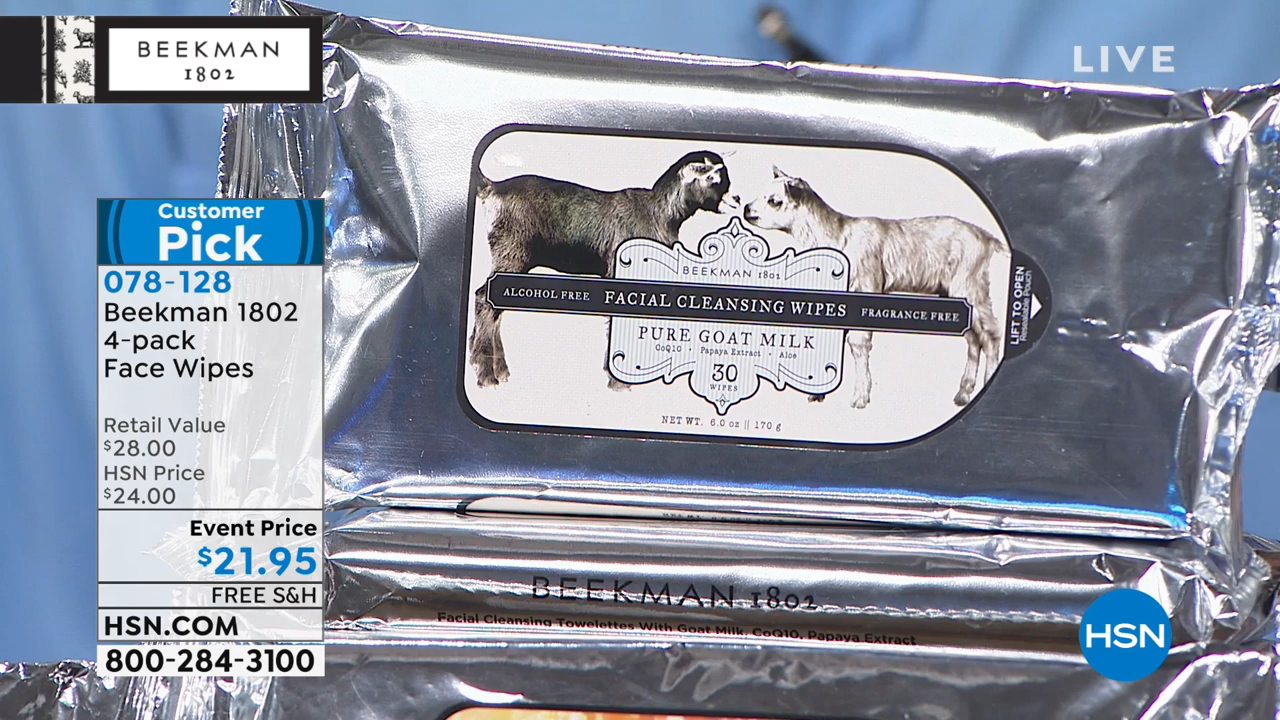 BEEKMAN
1802
LIVE
Customer
Pick
078-128
Beekman 1802
4-pack
Face Wipes
Retail Value
$28.00
HSN Price
$24.00
Event Price
$21.95
FREE S&H
HSN.COM
800-284-3100
BEEKMAN 1802
ALCOHOL FREE FACIAL CLEANSING WIPES FRAGRANCE FREE
PURE GOAT MILK
CoQ10 · Papaya Extract · Aloe
30
WIPES
NET WT. 6.0 oz || 170 g
LIFT TO OPEN
Resealable Pouch
BEEKMAN 1802
Facial Cleansing Towelettes With Goat Milk, CoQ10, Papaya Extract
HSN